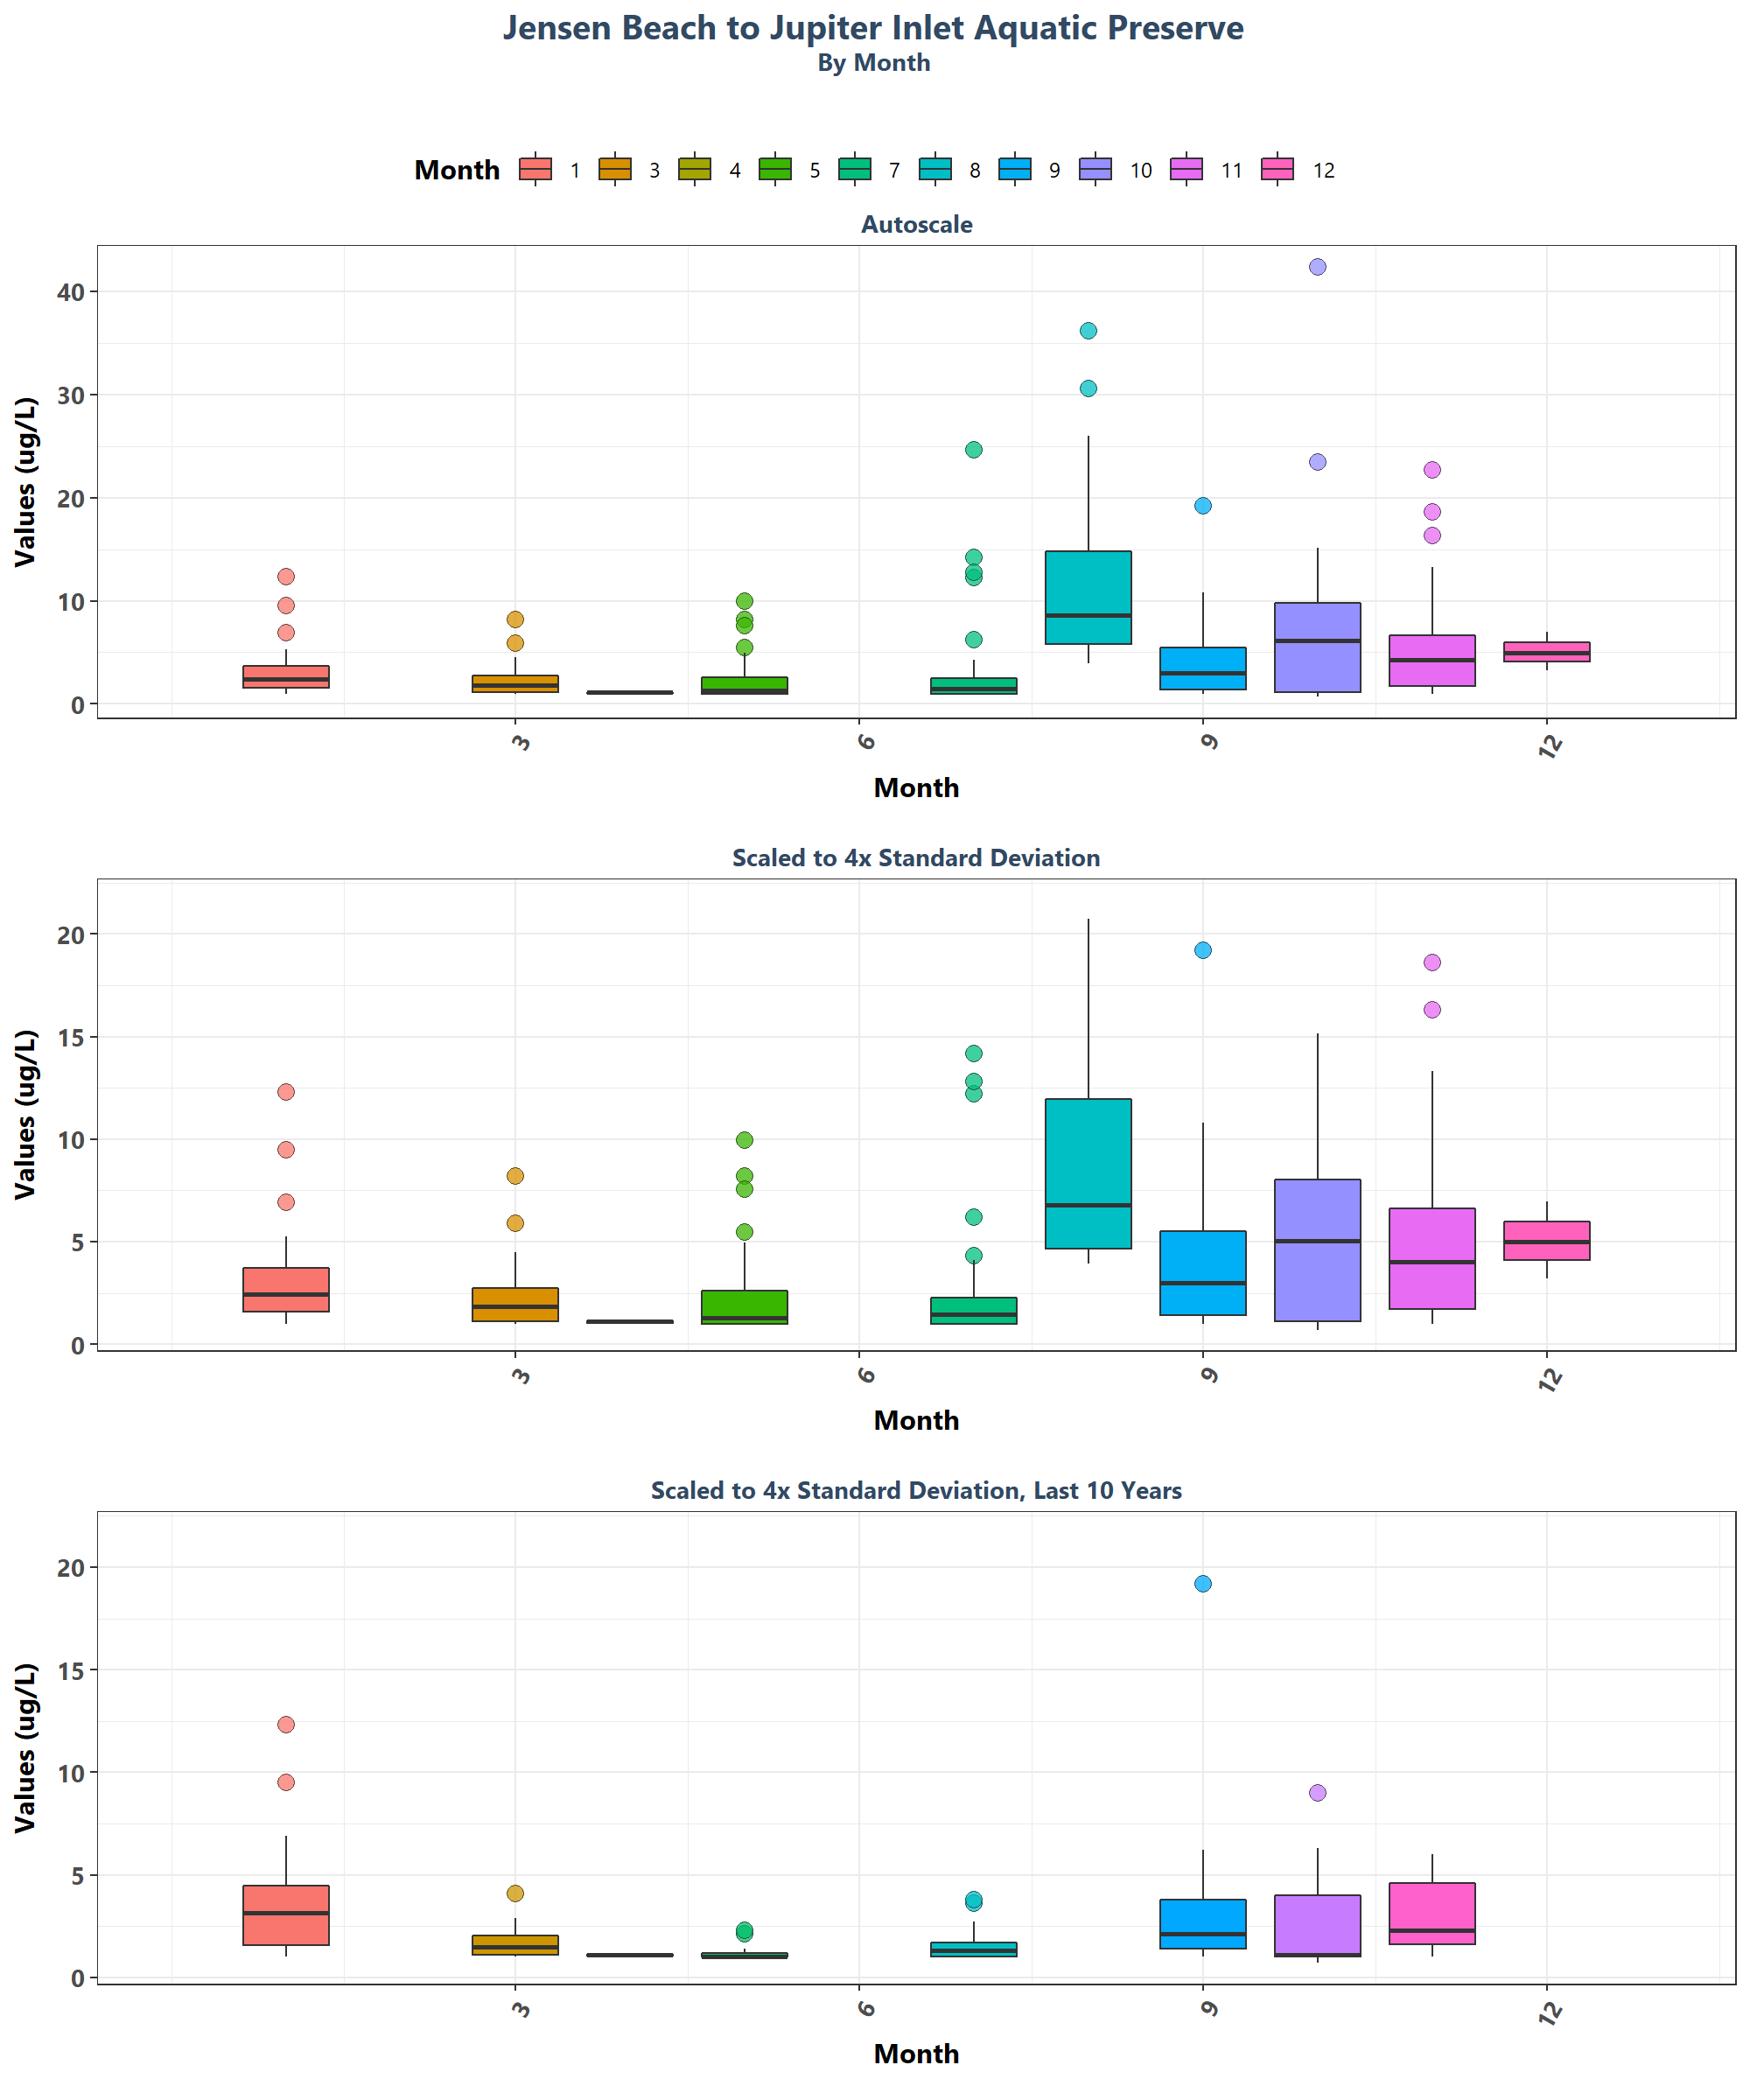 Jensen Beach to Jupiter Inlet Aquatic Preserve
By Month
Month 1 3 4 5 7 8 9 10 11 12
Autoscale
Values (ug/L)
40
30
20
10
0
3 6 9 12
Month
Scaled to 4x Standard Deviation
Values (ug/L)
20
15
10
5
0
3 6 9 12
Month
Scaled to 4x Standard Deviation, Last 10 Years
Values (ug/L)
20
15
10
5
0
3 6 9 12
Month